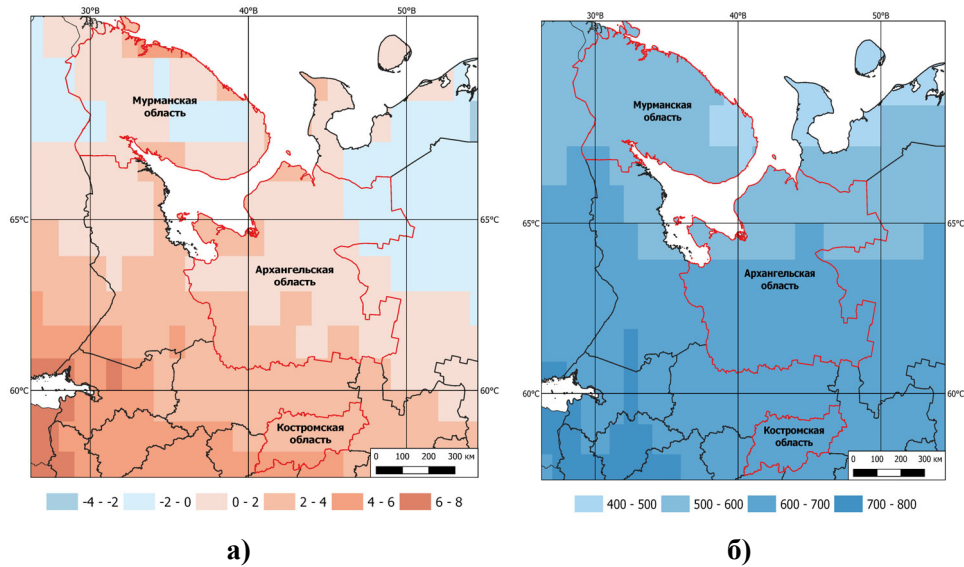 30°В 40°В 50°В
Мурманская
область
65°С
Архангельская
область
60°С
Костромская
область
0 100 200 300 км
-4 - -2 -2 - 0 0 - 2 2 - 4 4 - 6 6 - 8
а)
30°В 40°В 50°В
Мурманская
область
65°С 65°С
Архангельская
область
60°С 60°С
Костромская
область
0 100 200 300 км
400 - 500 500 - 600 600 - 700 700 - 800
б)